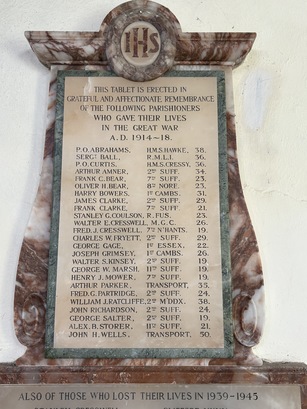 IHS
THIS TABLET IS ERECTED IN
GRATEFUL AND AFFECTIONATE REMEMBRANCE
OF THE FOLLOWING PARISHIONERS
WHO GAVE THEIR LIVES
IN THE GREAT WAR
A.D. 1914-18.
P.O. ABRAHAMS, H.M.S. HAWKE, 38.
SERGT BALL, R.M.L.I. 36.
P.O. CURTIS, H.M.S. CRESSY, 36.
ARTHUR AMNER, 2ND SUFF. 34.
FRANK C. BEAR, 7TH SUFF. 23.
OLIVER H. BEAR, 8TH NORF. 23.
HARRY BOWERS, 1ST CAMBS. 31.
JAMES CLARKE, 2ND SUFF. 29.
FRANK CLARKE, 7TH SUFF. 21.
STANLEY G. COULSON, R. FUS. 23.
WALTER E. CRESSWELL, M.G.C. 26.
FRED. J. CRESSWELL, 7TH N'HANTS. 19.
CHARLES W. FRYETT, 2ND SUFF. 29.
GEORGE GAGE, 1ST ESSEX, 22.
JOSEPH GRIMSEY, 1ST CAMBS. 26.
WALTER S. KINSEY, 2ND SUFF. 19.
GEORGE W. MARSH, 11TH SUFF. 19.
HENRY J. MOWER, 7TH SUFF. 19.
ARTHUR PARKER, TRANSPORT, 35.
FRED. G. PARTRIDGE, 2ND SUFF. 24.
WILLIAM J. RATCLIFFE, 2ND M'DDX. 38.
JOHN RICHARDSON, 2ND SUFF. 24.
GEORGE SALTER, 2ND SUFF. 19.
ALEX. B. STORER, 11TH SUFF. 21.
JOHN H. WELLS, TRANSPORT, 50.
ALSO OF THOSE WHO LOST THEIR LIVES IN 1939-1945